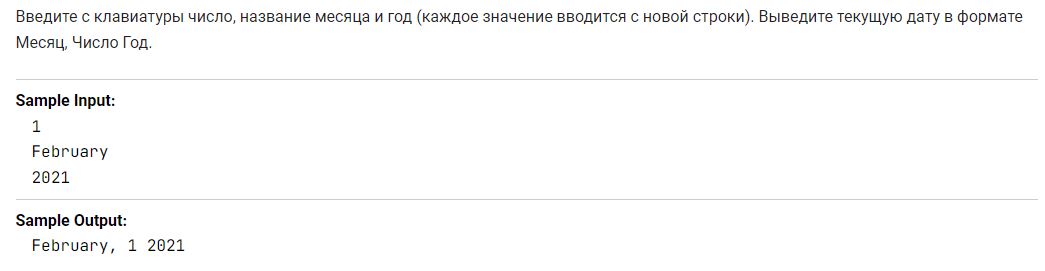 Введите с клавиатуры число, название месяца и год (каждое значение вводится с новой строки). Выведите текущую дату в формате
Месяц, Число Год.
Sample Input:
1
February
2021
Sample Output:
February, 1 2021